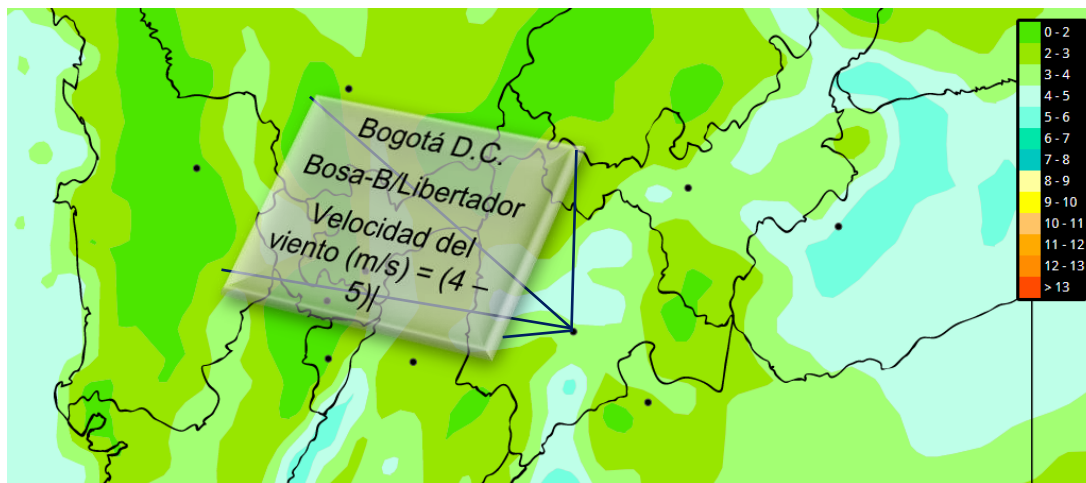 Bogotá D.C.
Bosa-B/Libertador
Velocidad del
viento (m/s) = (4 –
5)
0 - 2
2 - 3
3 - 4
4 - 5
5 - 6
6 - 7
7 - 8
8 - 9
9 - 10
10 - 11
11 - 12
12 - 13
> 13